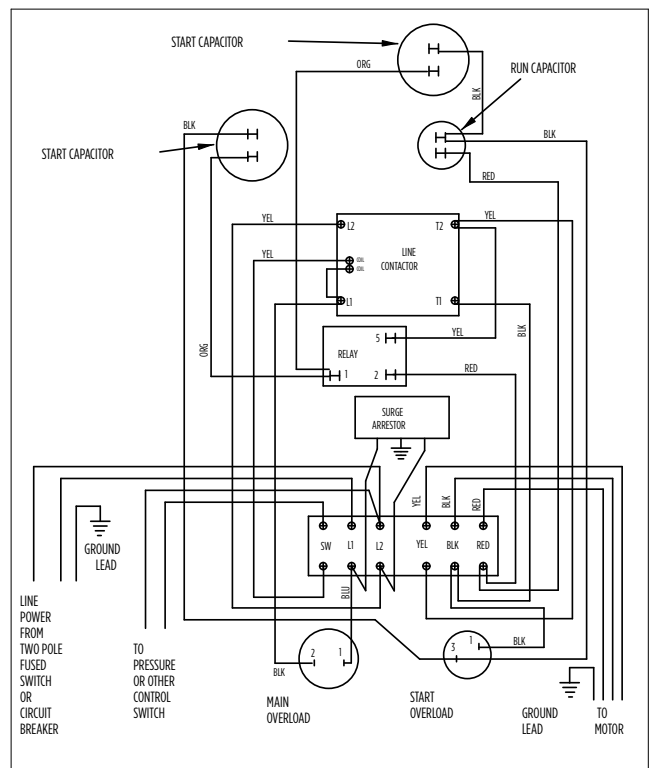 START CAPACITOR
ORG
BLK
RUN CAPACITOR
BLK
BLK
START CAPACITOR
RED
YEL
L2
T2
YEL
YEL
COIL
COIL
LINE
CONTACTOR
L1
T1
ORG
5
YEL
BLK
RELAY
1
2
RED
SURGE
ARRESTOR
YEL
BLK
RED
GROUND
LEAD
SW
L1
L2
YEL
BLK
RED
BLU
LINE
POWER
FROM
TWO POLE
FUSED
SWITCH
OR
CIRCUIT
BREAKER
TO
PRESSURE
OR OTHER
CONTROL
SWITCH
2
1
BLK
MAIN
OVERLOAD
3
1
BLK
START
OVERLOAD
GROUND
LEAD
TO
MOTOR